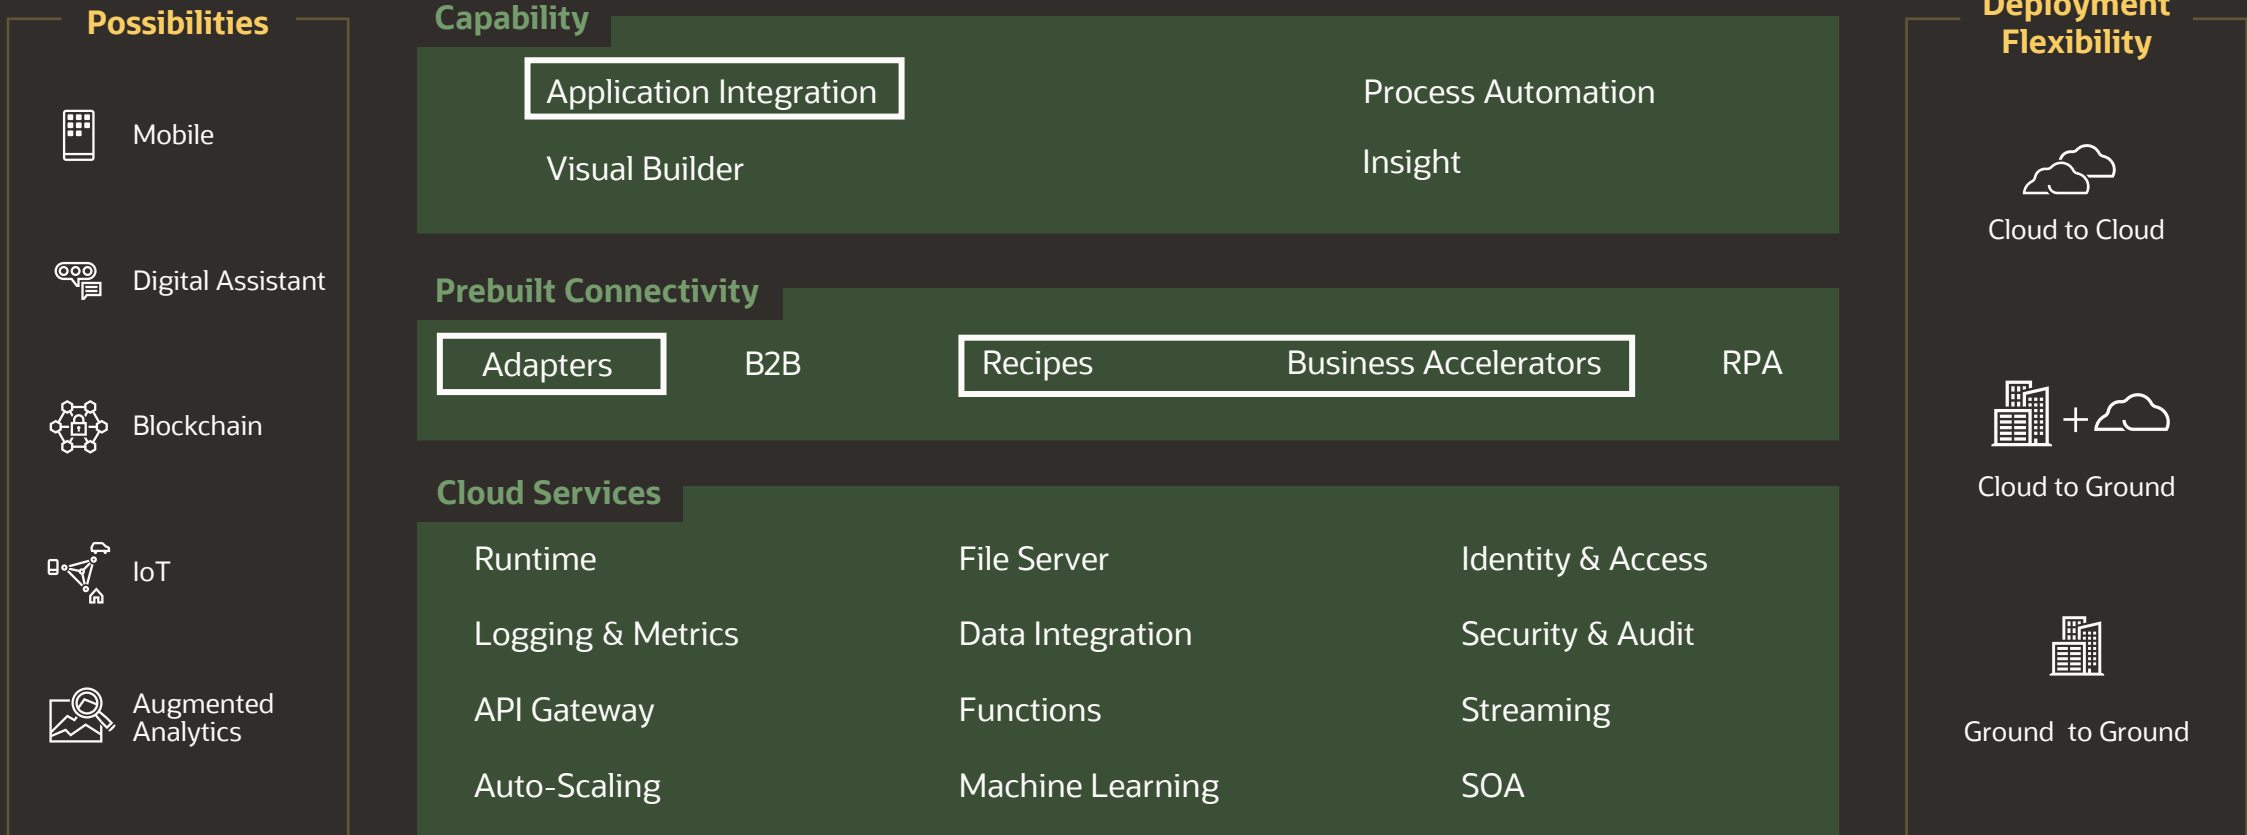 Possibilities
Mobile
Digital Assistant
Blockchain
IoT
Augmented
Analytics
Capability
Application Integration
Process Automation
Visual Builder
Insight
Prebuilt Connectivity
Adapters
B2B
Recipes
Business Accelerators
RPA
Cloud Services
Runtime
File Server
Identity & Access
Logging & Metrics
Data Integration
Security & Audit
API Gateway
Functions
Streaming
Auto-Scaling
Machine Learning
SOA
Deployment
Flexibility
Cloud to Cloud
+
Cloud to Ground
Ground to Ground